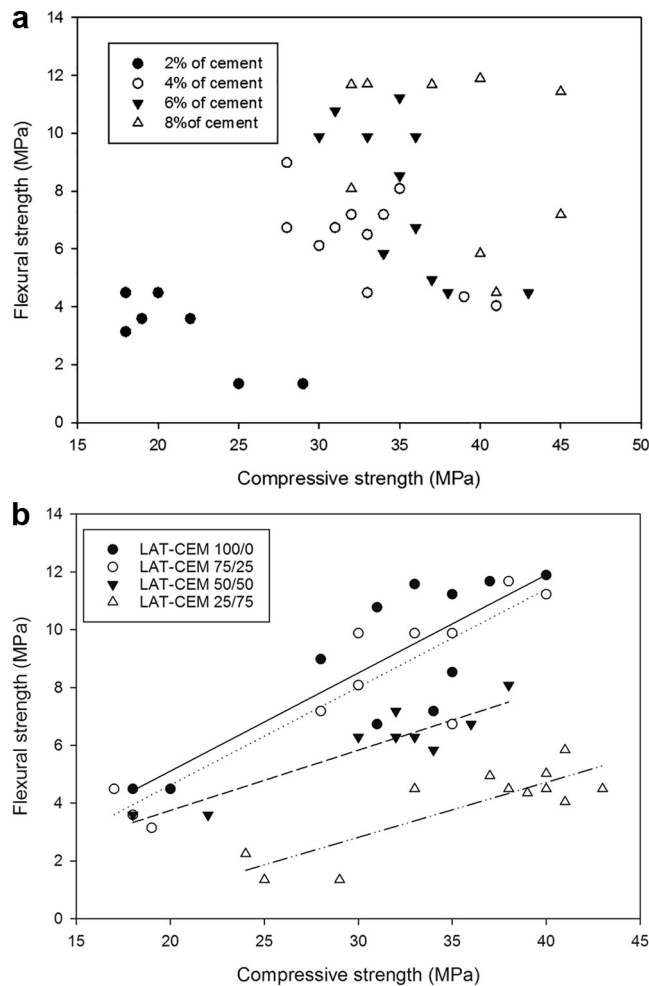 a
14
12
10
8
6
4
2
0
Flexural strength (MPa)
2% of cement
4% of cement
6% of cement
8%of cement
15 20 25 30 35 40 45 50
Compressive strength (MPa)
b
14
12
10
8
6
4
2
0
Flexural strength (MPa)
LAT-CEM 100/0
LAT-CEM 75/25
LAT-CEM 50/50
LAT-CEM 25/75
15 20 25 30 35 40 45
Compressive strength (MPa)